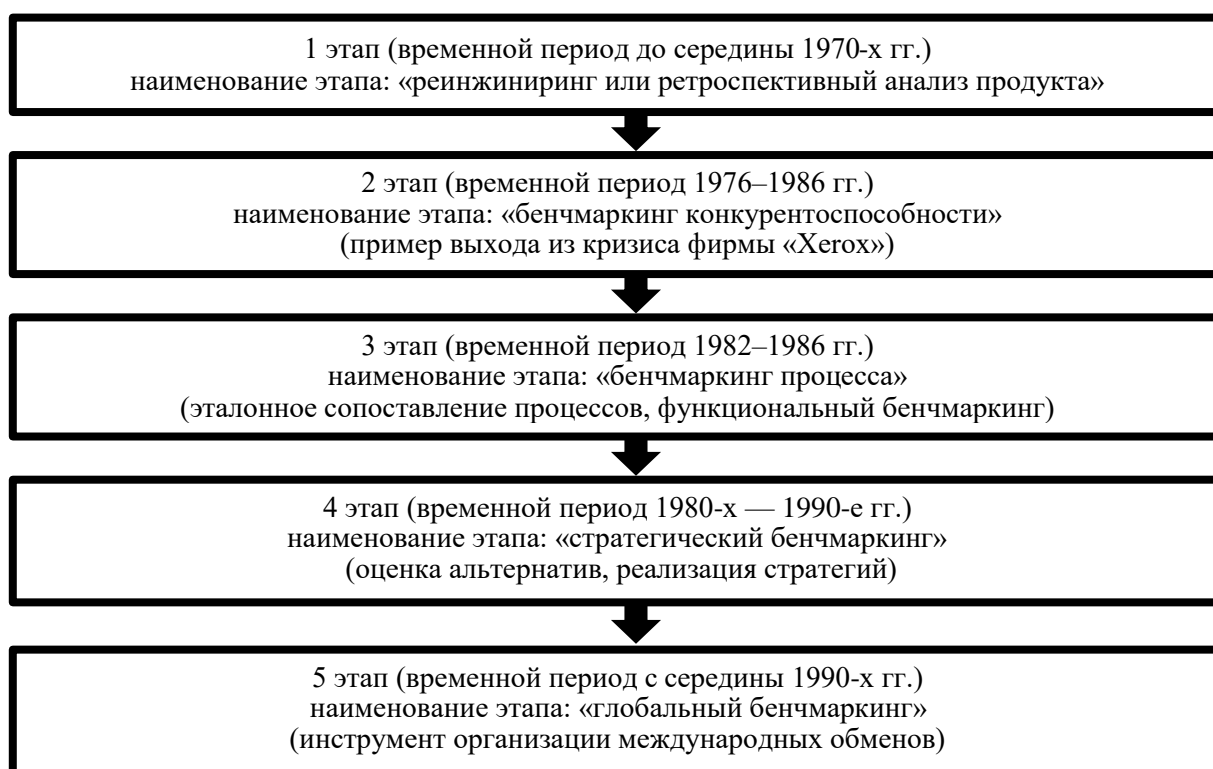 1 этап (временной период до середины 1970-х гг.)
наименование этапа: «реинжиниринг или ретроспективный анализ продукта»
2 этап (временной период 1976–1986 гг.)
наименование этапа: «бенчмаркинг конкурентоспособности»
(пример выхода из кризиса фирмы «Xerox»)
3 этап (временной период 1982–1986 гг.)
наименование этапа: «бенчмаркинг процесса»
(эталонное сопоставление процессов, функциональный бенчмаркинг)
4 этап (временной период 1980-х — 1990-е гг.)
наименование этапа: «стратегический бенчмаркинг»
(оценка альтернатив, реализация стратегий)
5 этап (временной период с середины 1990-х гг.)
наименование этапа: «глобальный бенчмаркинг»
(инструмент организации международных обменов)